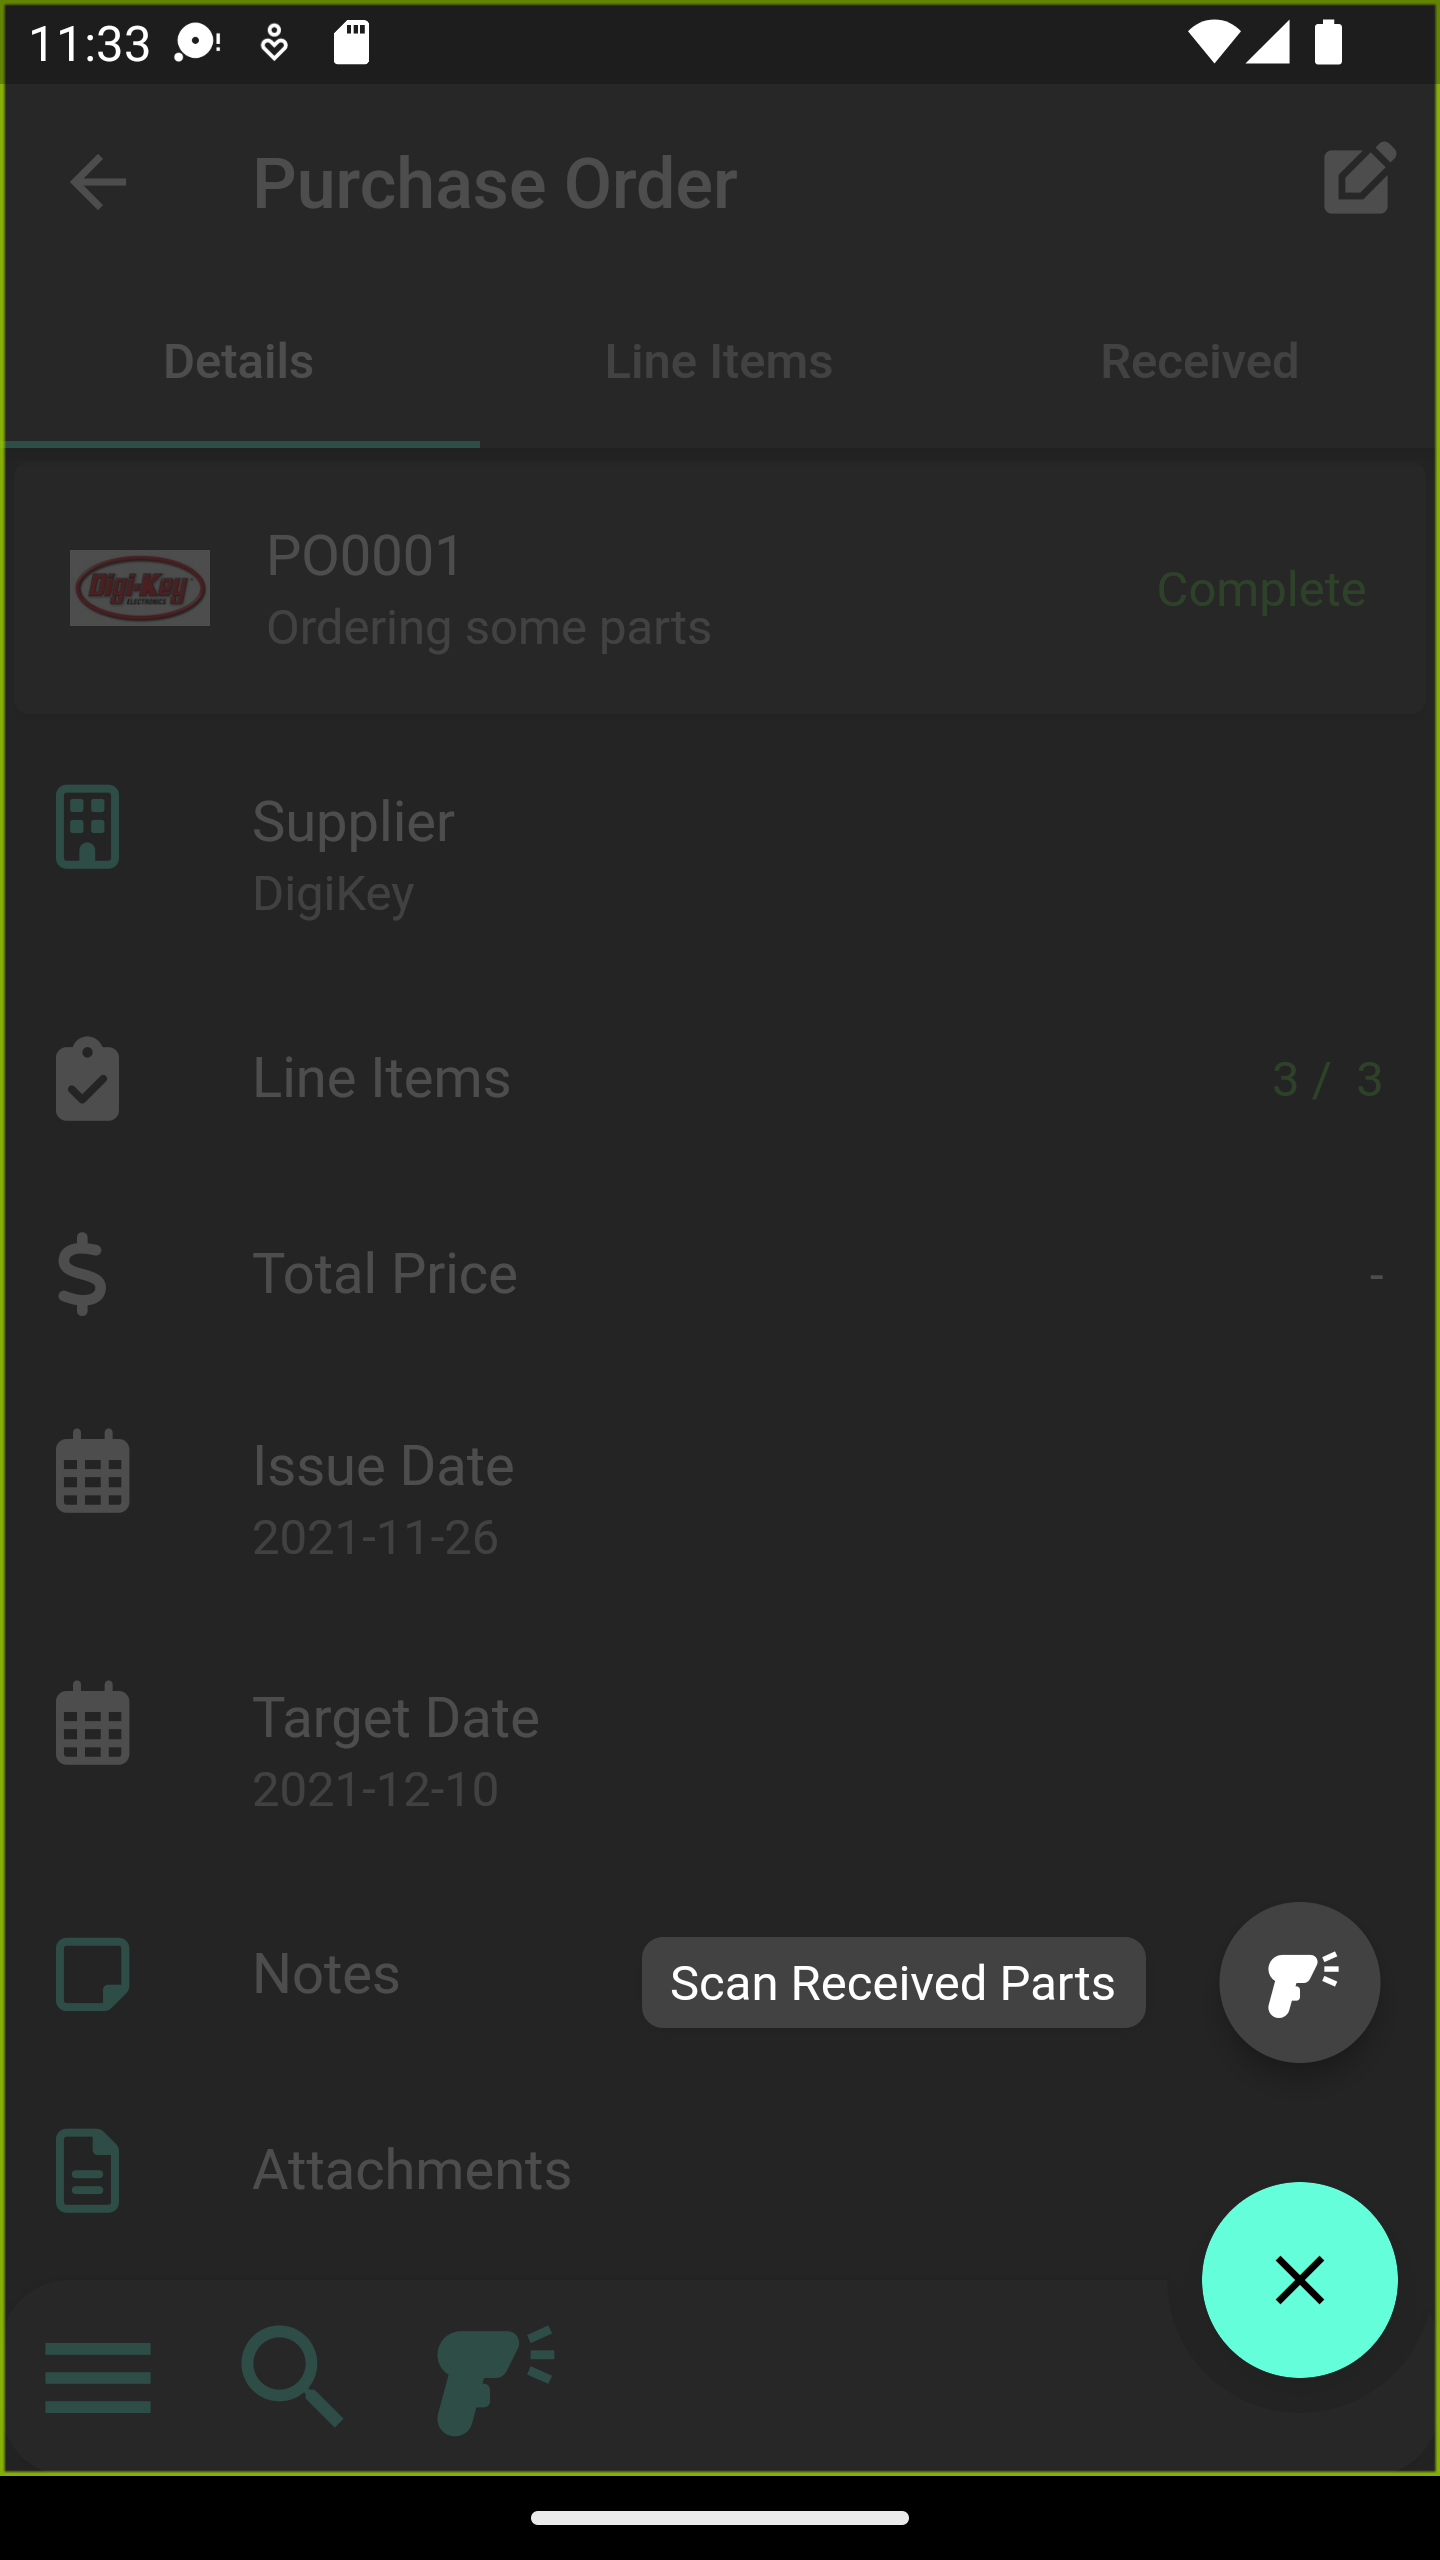 11:33
Purchase Order
Details
Line Items
Received
Digi-Key
ELECTRONICS
PO0001
Ordering some parts
Complete
Supplier
DigiKey
Line Items
3 / 3
Total Price
-
Issue Date
2021-11-26
Target Date
2021-12-10
Notes
Scan Received Parts
Attachments